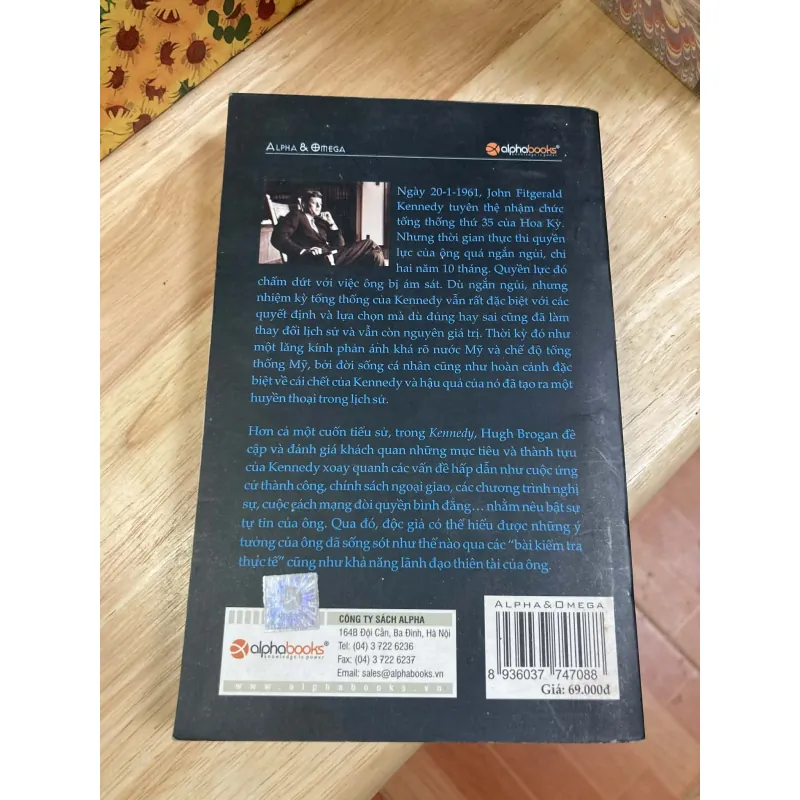 ALPHA & OMEGA
alphabooks®
knowledge is power
Ngày 20-1-1961, John Fitgerald
Kennedy tuyên thệ nhậm chức
tổng thống thứ 35 của Hoa Kỳ.
Nhưng thời gian thực thi quyền
lực của ông quá ngắn ngủi, chỉ
hai năm 10 tháng. Quyền lực đó
chấm dứt với việc ông bị ám sát. Dù ngắn ngủi, nhưng
nhiệm kỳ tổng thống của Kennedy vẫn rất đặc biệt với các
quyết định và lựa chọn mà dù đúng hay sai cũng đã làm
thay đổi lịch sử và vẫn còn nguyên giá trị. Thời kỳ đó như
một lăng kính phản ánh khá rõ nước Mỹ và chế độ tổng
thống Mỹ, bởi đời sống cá nhân cũng như hoàn cảnh đặc
biệt về cái chết của Kennedy và hậu quả của nó đã tạo ra một
huyền thoại trong lịch sử.
Hơn cả một cuốn tiểu sử, trong Kennedy, Hugh Brogan đề
cập và đánh giá khách quan những mục tiêu và thành tựu
của Kennedy xoay quanh các vấn đề hấp dẫn như cuộc ứng
cử thành công, chính sách ngoại giao, các chương trình nghị
sự, cuộc cách mạng đòi quyền bình đẳng... nhằm nêu bật sự
tự tin của ông. Qua đó, độc giả có thể hiểu được những ý
tưởng của ông đã sống sót như thế nào qua các "bài kiểm tra
thực tế" cũng như khả năng lãnh đạo thiên tài của ông.
alphabooks®
knowledge is power
CÔNG TY SÁCH ALPHA
164B Đội Cấn, Ba Đình, Hà Nội
Tel: (04) 3 722 6236
Fax: (04) 3 722 6237
Email: sales@alphabooks.vn
www.alphabooks.vn
ALPHA&OMEGA
8 936037 747088
Giá: 69.000đ